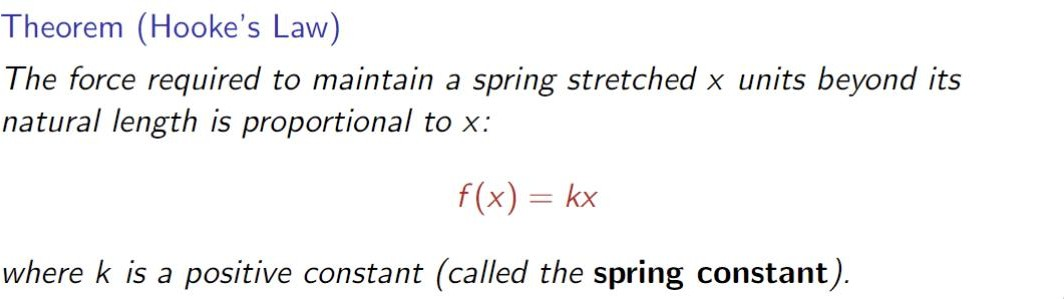 Theorem (Hooke's Law)
The force required to maintain a spring stretched x units beyond its
natural length is proportional to x:
f(x) = kx
where k is a positive constant (called the spring constant).